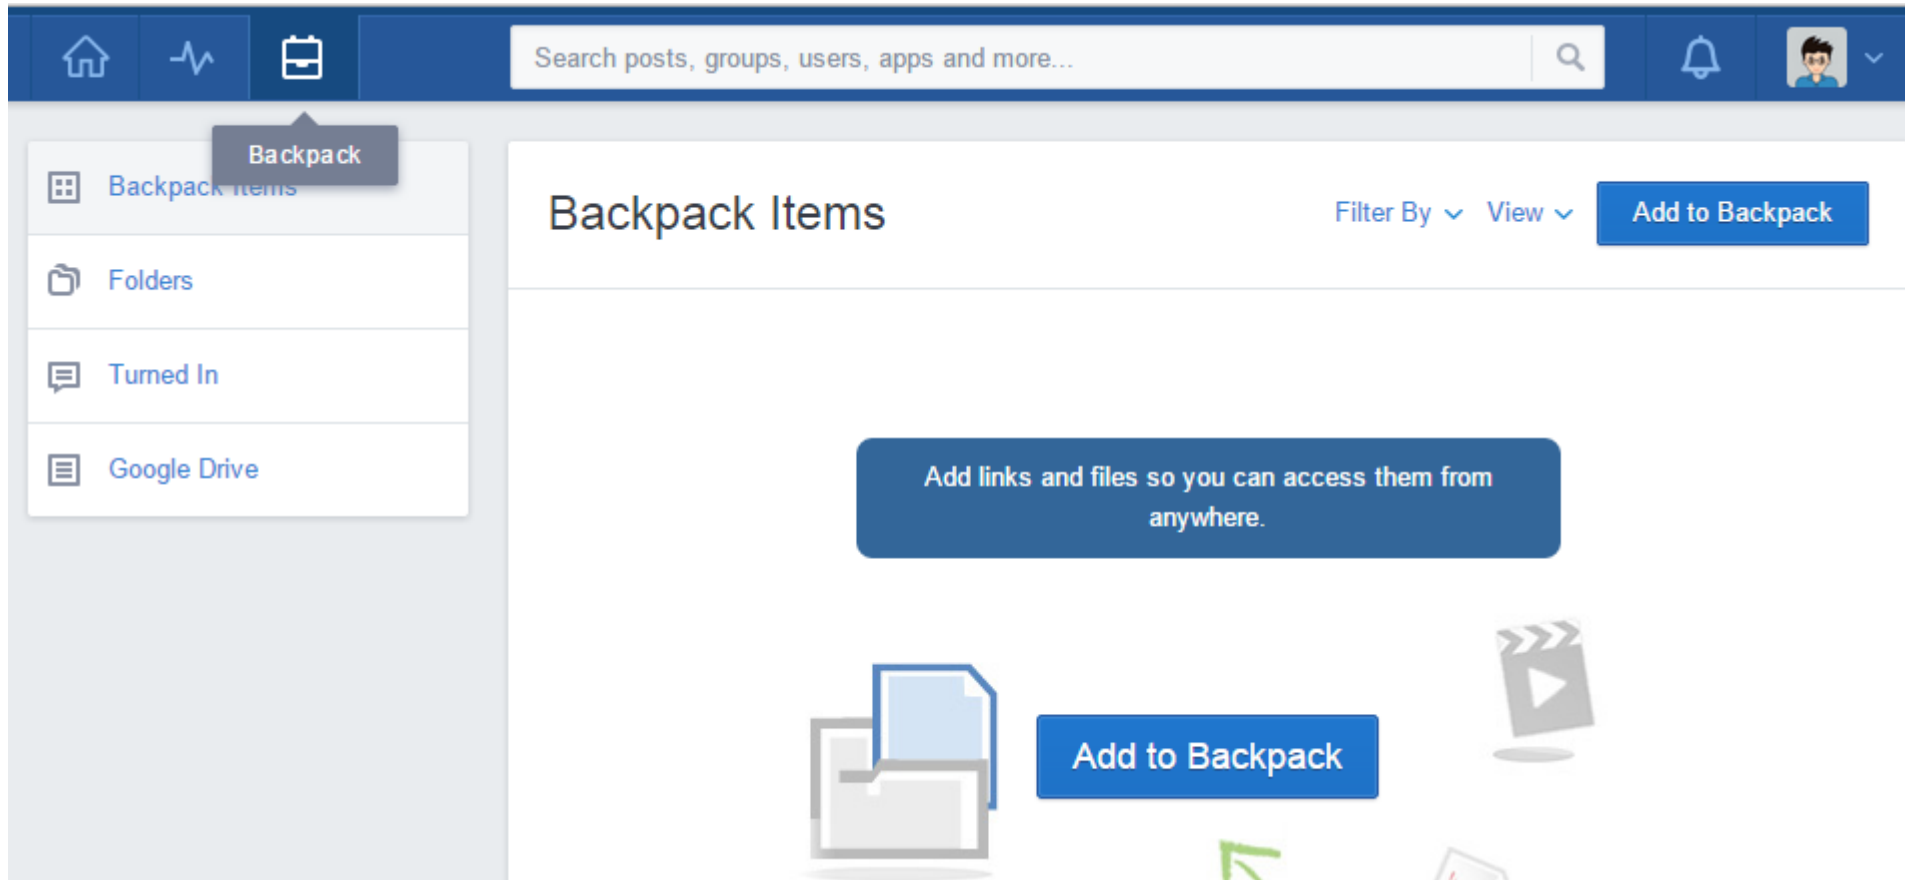 Search posts, groups, users, apps and more...
Backpack
Backpack Items
Folders
Turned In
Google Drive
Backpack Items
Filter By
View
Add to Backpack
Add links and files so you can access them from
anywhere.
Add to Backpack